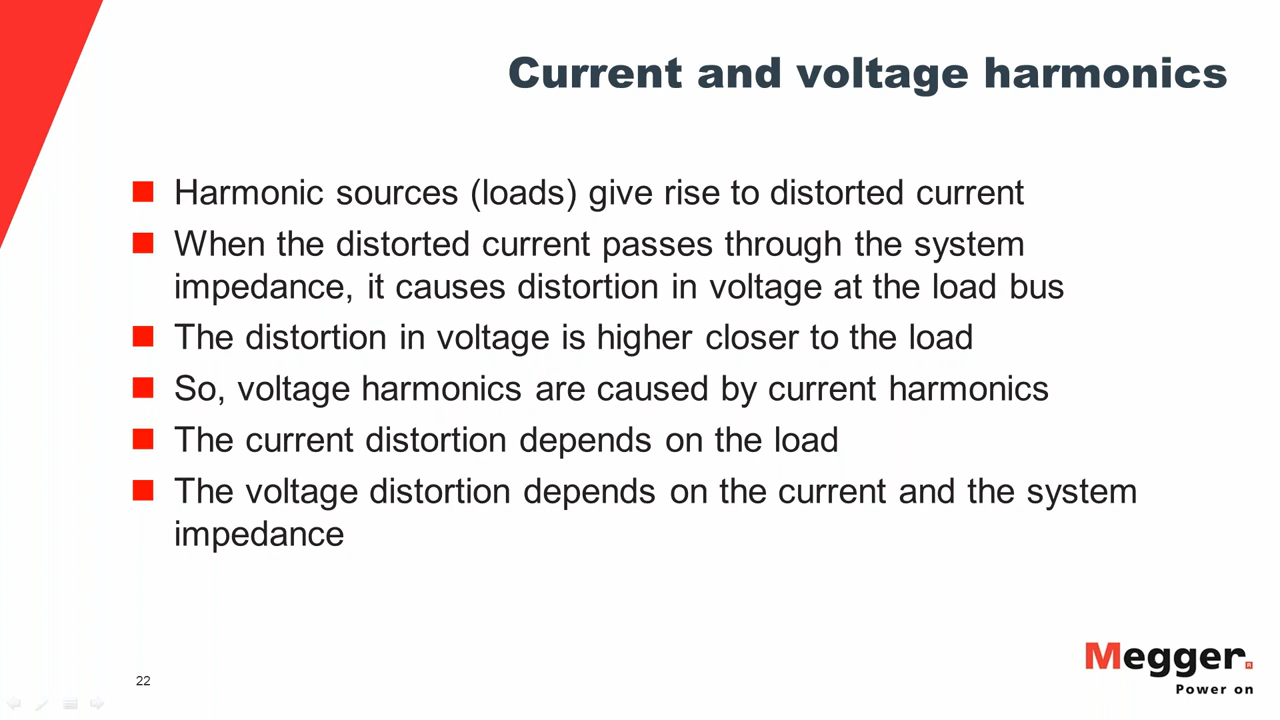 Current and voltage harmonics
Harmonic sources (loads) give rise to distorted current
When the distorted current passes through the system
impedance, it causes distortion in voltage at the load bus
The distortion in voltage is higher closer to the load
So, voltage harmonics are caused by current harmonics
The current distortion depends on the load
The voltage distortion depends on the current and the system
impedance
Megger.
Power on
22